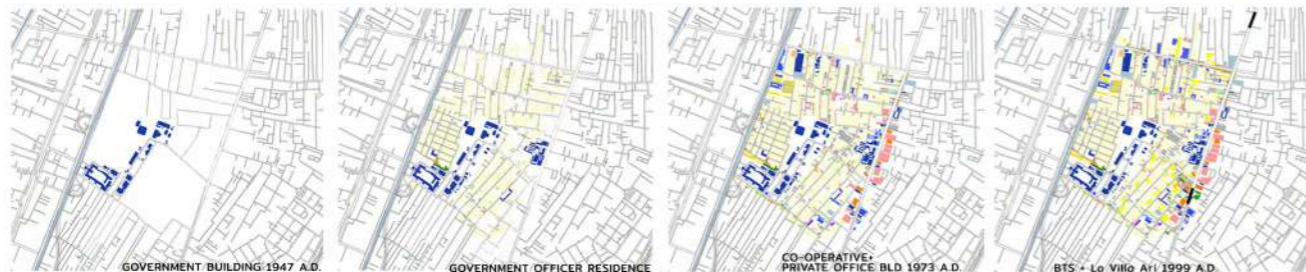 GOVERNMENT BUILDING 1947 A.D.
GOVERNMENT OFFICER RESIDENCE
CO-OPERATIVE+
PRIVATE OFFICE BLD 1973 A.D.
BTS + La Villa Ari 1999 A.D.